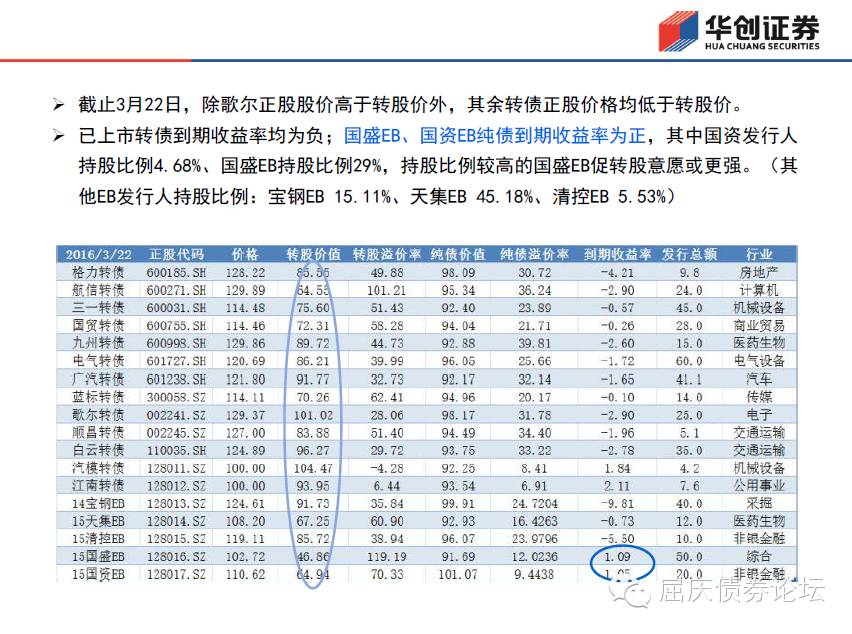 华创证券
HUA CHUANG SECURITIES
➢ 截止3月22日，除歌尔正股股价高于转股价外，其余转债正股价格均低于转股价。
➢ 已上市转债到期收益率均为负；国盛EB、国资EB纯债到期收益率为正，其中国资发行人
持股比例4.68%、国盛EB持股比例29%，持股比例较高的国盛EB促转股意愿或更强。（其
他EB发行人持股比例：宝钢EB 15.11%、天集EB 45.18%、清控EB 5.53%）
2016/3/22 正股代码 价格 转股价值 转股溢价率 纯债价值 纯债溢价率 到期收益率 发行总额 行业
格力转债 600185.SH 128.22 85.55 49.88 98.09 30.72 -4.21 9.8 房地产
航信转债 600271.SH 129.89 64.55 101.21 95.34 36.24 -2.90 24.0 计算机
三一转债 600031.SH 114.48 75.60 51.43 92.40 23.89 -0.57 45.0 机械设备
国贸转债 600755.SH 114.46 72.31 58.28 94.04 21.71 -0.26 28.0 商业贸易
九州转债 600998.SH 129.86 89.72 44.73 92.88 39.81 -2.60 15.0 医药生物
电气转债 601727.SH 120.69 86.21 39.99 96.05 25.66 -1.72 60.0 电气设备
广汽转债 601238.SH 121.80 91.77 32.73 92.17 32.14 -1.65 41.1 汽车
蓝标转债 300058.SZ 114.11 70.26 62.41 94.96 20.17 -0.10 14.0 传媒
歌尔转债 002241.SZ 129.37 101.02 28.06 98.17 31.78 -2.90 25.0 电子
顺昌转债 002245.SZ 127.00 83.88 51.40 94.49 34.40 -1.96 5.1 交通运输
白云转债 110035.SH 124.89 96.27 29.72 93.75 33.22 -2.78 35.0 交通运输
汽模转债 128011.SZ 100.00 104.47 -4.28 92.25 8.41 1.84 4.2 机械设备
江南转债 128012.SZ 100.00 93.95 6.44 93.54 6.91 2.11 7.6 公用事业
14宝钢EB 128013.SZ 124.61 91.73 35.84 99.91 24.7204 -9.81 40.0 采掘
15天集EB 128014.SZ 108.20 67.25 60.90 92.93 16.4263 -0.73 12.0 医药生物
15清控EB 128015.SZ 119.11 85.72 38.94 96.07 23.9796 -5.50 10.0 非银金融
15国盛EB 128016.SZ 102.72 46.86 119.19 91.69 12.0236 1.09 50.0 综合
15国资EB 128017.SZ 110.62 64.94 70.33 101.07 9.4438 1.05 20.0 非银金融
屈庆债券论坛